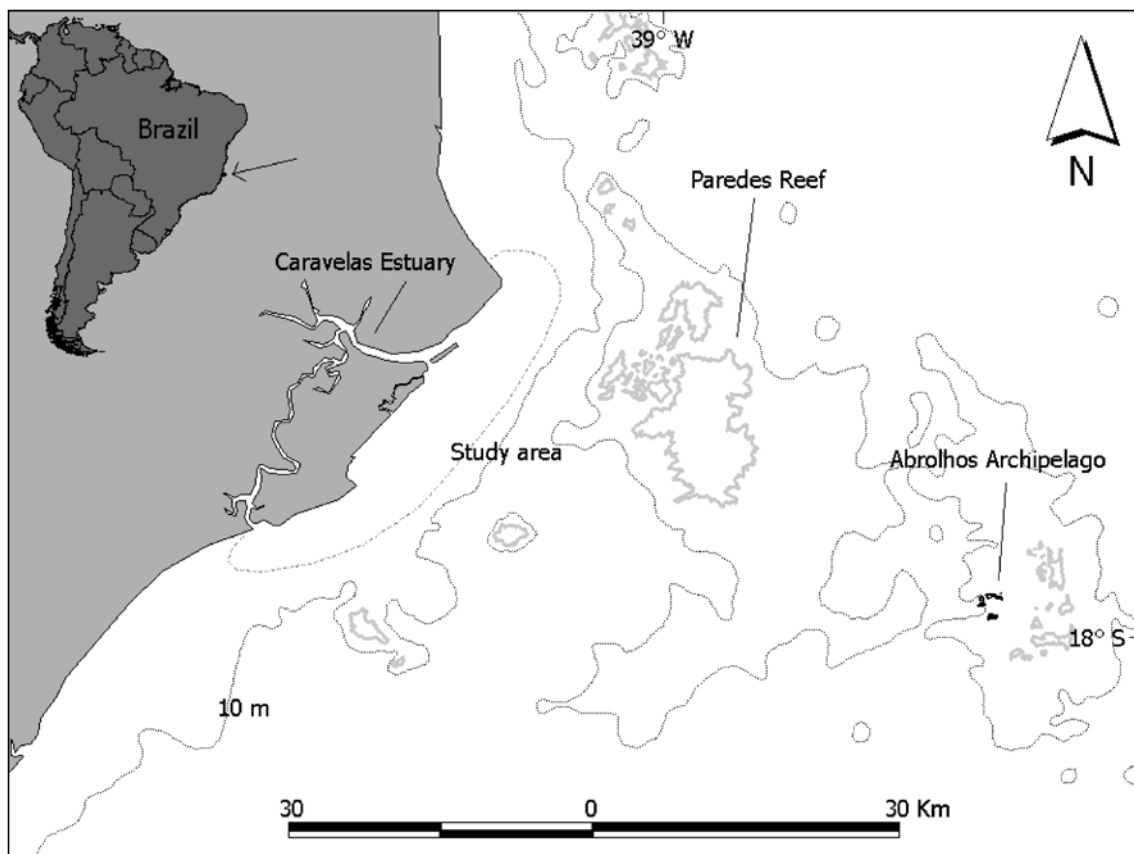 39° W
Brazil
N
Paredes Reef
Caravelas Estuary
Study area
Abrolhos Archipelago
18° S
10 m
30 0 30 Km